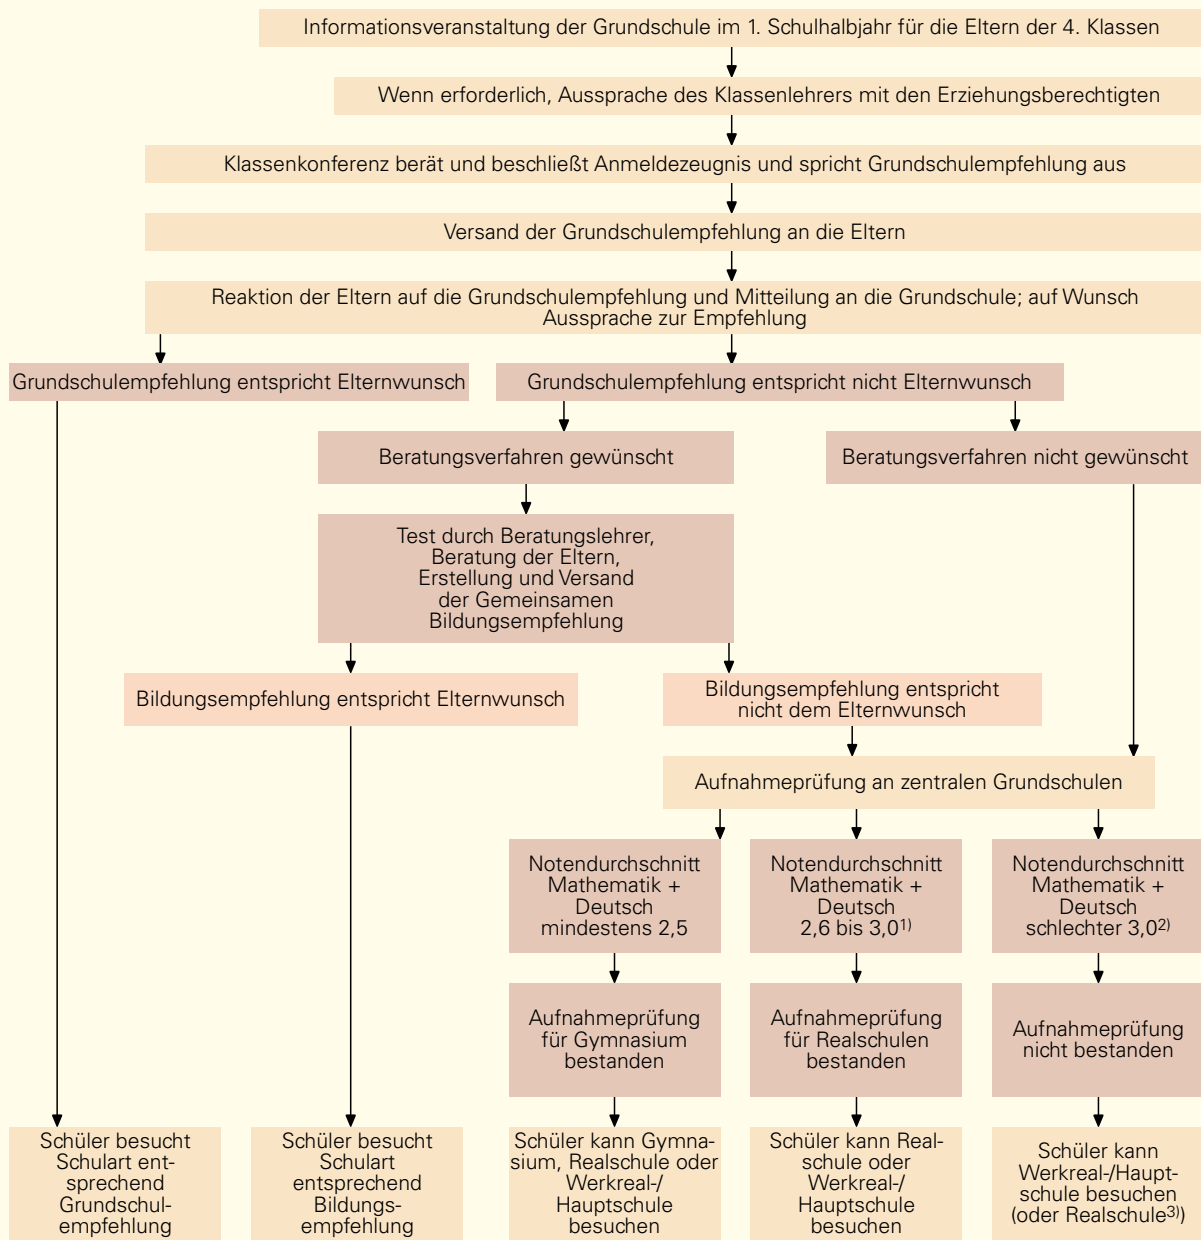 Informationsveranstaltung der Grundschule im 1. Schulhalbjahr für die Eltern der 4. Klassen
Wenn erforderlich, Aussprache des Klassenlehrers mit den Erziehungsberechtigten
Klassenkonferenz berät und beschließt Anmeldezeugnis und spricht Grundschulempfehlung aus
Versand der Grundschulempfehlung an die Eltern
Reaktion der Eltern auf die Grundschulempfehlung und Mitteilung an die Grundschule; auf Wunsch
Aussprache zur Empfehlung
Grundschulempfehlung entspricht Elternwunsch
Grundschulempfehlung entspricht nicht Elternwunsch
Beratungsverfahren gewünscht
Beratungsverfahren nicht gewünscht
Test durch Beratungslehrer,
Beratung der Eltern,
Erstellung und Versand
der Gemeinsamen
Bildungsempfehlung
Bildungsempfehlung entspricht Elternwunsch
Bildungsempfehlung entspricht
nicht dem Elternwunsch
Aufnahmeprüfung an zentralen Grundschulen
Notendurchschnitt
Mathematik +
Deutsch
mindestens 2,5
Notendurchschnitt
Mathematik +
Deutsch
2,6 bis 3,0¹⁾
Notendurchschnitt
Mathematik +
Deutsch
schlechter 3,0²⁾
Aufnahmeprüfung
für Gymnasium
bestanden
Aufnahmeprüfung
für Realschulen
bestanden
Aufnahmeprüfung
nicht bestanden
Schüler besucht
Schulart ent-
sprechend
Grundschul-
empfehlung
Schüler besucht
Schulart
entsprechend
Bildungs-
empfehlung
Schüler kann Gymna-
sium, Realschule oder
Werkreal-/
Hauptschule
besuchen
Schüler kann Real-
schule oder
Werkreal-/
Hauptschule
besuchen
Schüler kann
Werkreal-/Haupt-
schule besuchen
(oder Realschule³⁾)